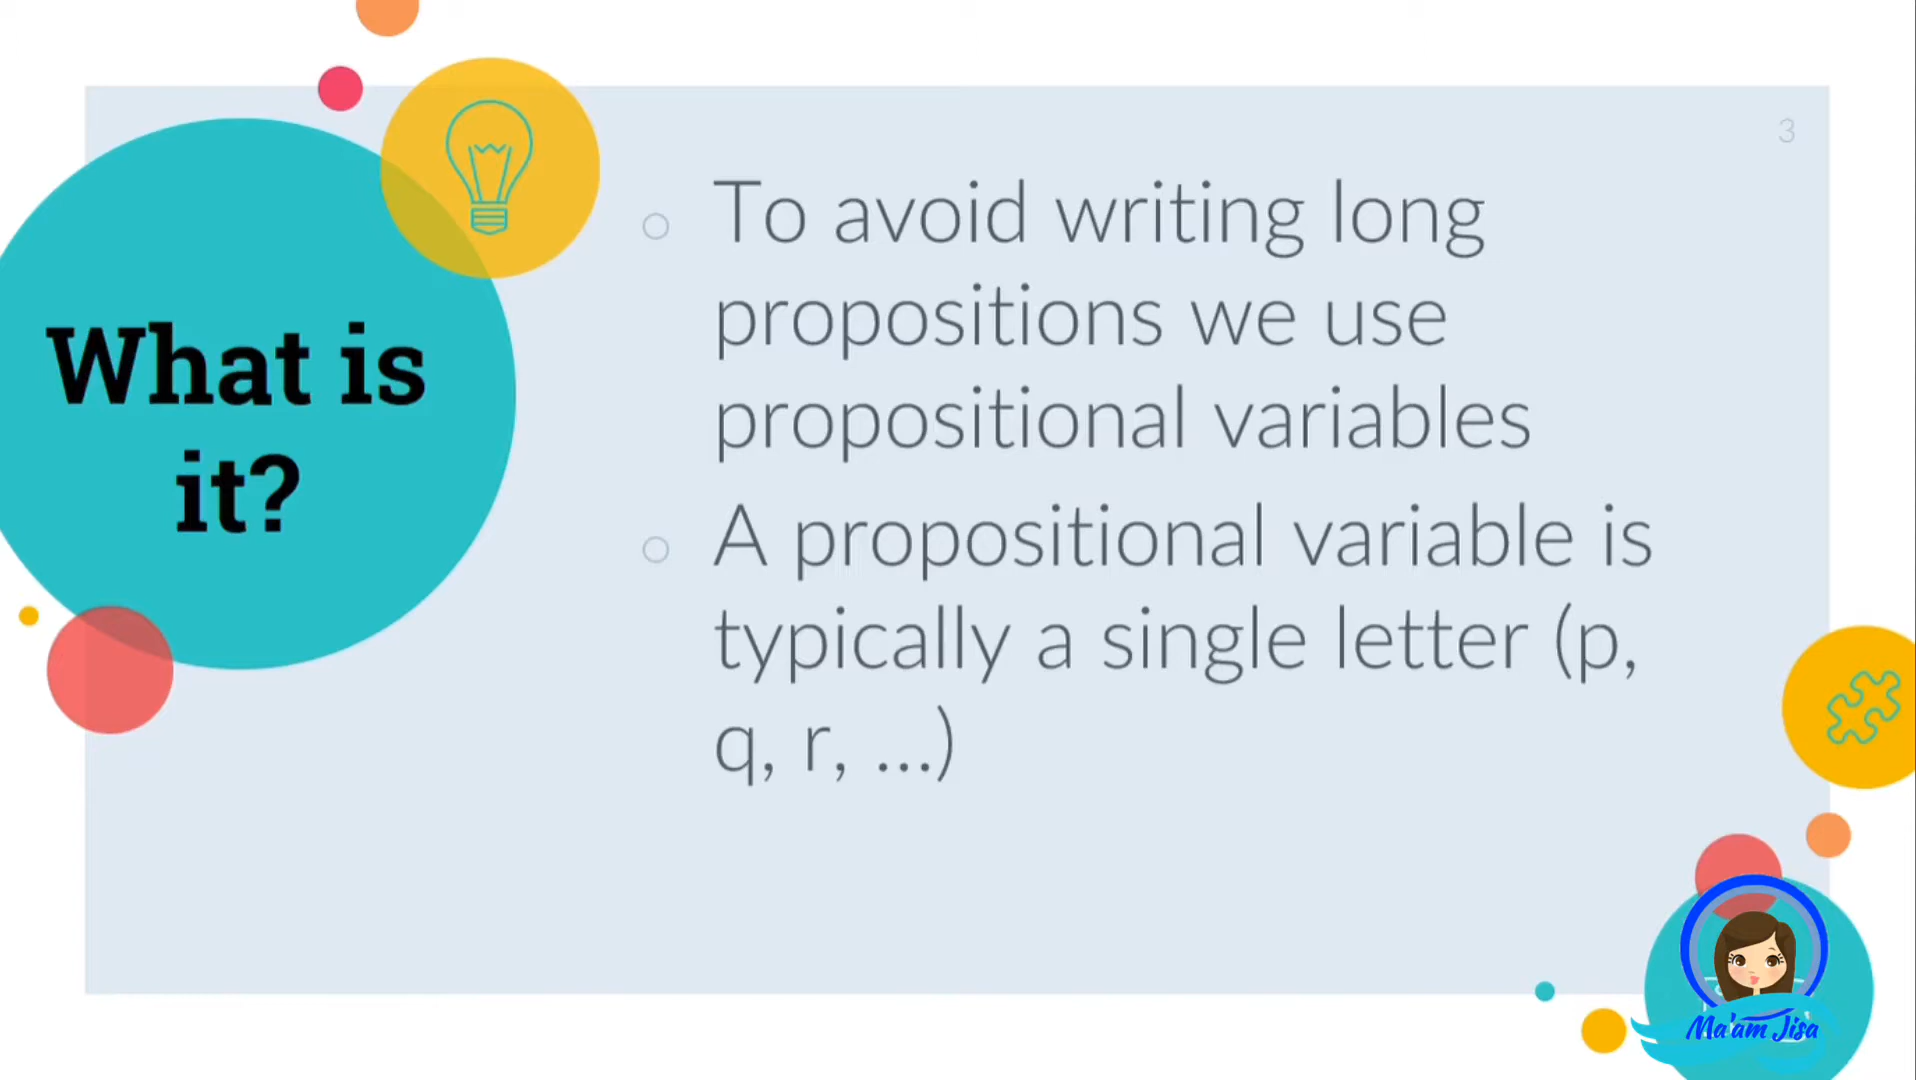 3
What is
it?
To avoid writing long
propositions we use
propositional variables
A propositional variable is
typically a single letter (p,
q, r, ...)
Ma'am Jisa